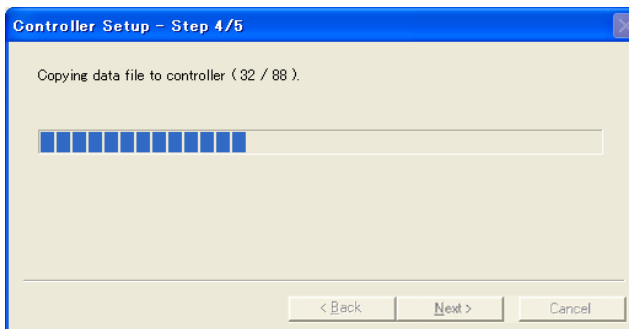 Controller Setup - Step 4/5
Copying data file to controller ( 32 / 88 ).
< Back
Next >
Cancel